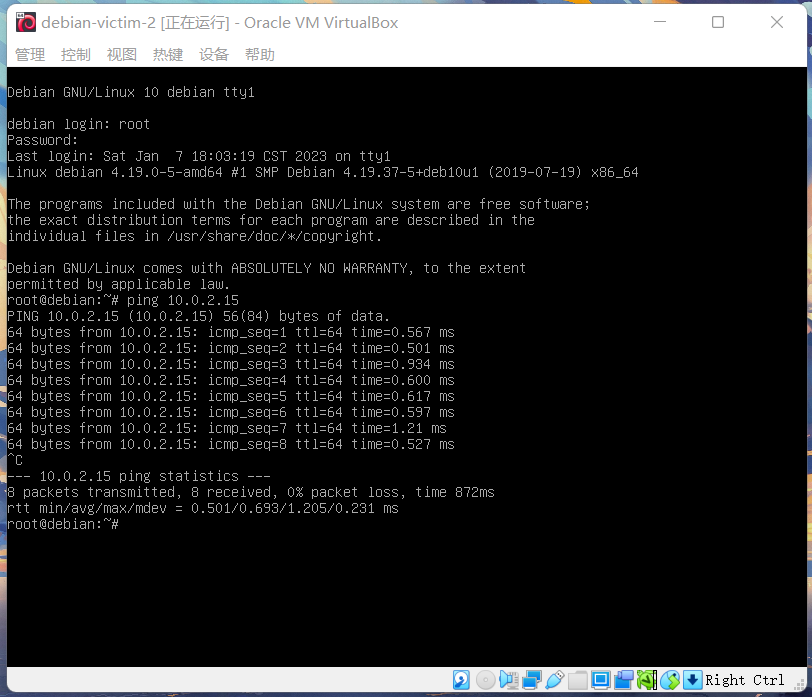 debian-victim-2 [正在运行] - Oracle VM VirtualBox
管理 控制 视图 热键 设备 帮助
Debian GNU/Linux 10 debian tty1
debian login: root
Password:
Last login: Sat Jan  7 18:03:19 CST 2023 on tty1
Linux debian 4.19.0-5-amd64 #1 SMP Debian 4.19.37-5+deb10u1 (2019-07-19) x86_64
The programs included with the Debian GNU/Linux system are free software;
the exact distribution terms for each program are described in the
individual files in /usr/share/doc/*/copyright.
Debian GNU/Linux comes with ABSOLUTELY NO WARRANTY, to the extent
permitted by applicable law.
root@debian:~# ping 10.0.2.15
PING 10.0.2.15 (10.0.2.15) 56(84) bytes of data.
64 bytes from 10.0.2.15: icmp_seq=1 ttl=64 time=0.567 ms
64 bytes from 10.0.2.15: icmp_seq=2 ttl=64 time=0.501 ms
64 bytes from 10.0.2.15: icmp_seq=3 ttl=64 time=0.934 ms
64 bytes from 10.0.2.15: icmp_seq=4 ttl=64 time=0.600 ms
64 bytes from 10.0.2.15: icmp_seq=5 ttl=64 time=0.617 ms
64 bytes from 10.0.2.15: icmp_seq=6 ttl=64 time=0.597 ms
64 bytes from 10.0.2.15: icmp_seq=7 ttl=64 time=1.21 ms
64 bytes from 10.0.2.15: icmp_seq=8 ttl=64 time=0.527 ms
^C
--- 10.0.2.15 ping statistics ---
8 packets transmitted, 8 received, 0% packet loss, time 872ms
rtt min/avg/max/mdev = 0.501/0.693/1.205/0.231 ms
root@debian:~#
Right Ctrl